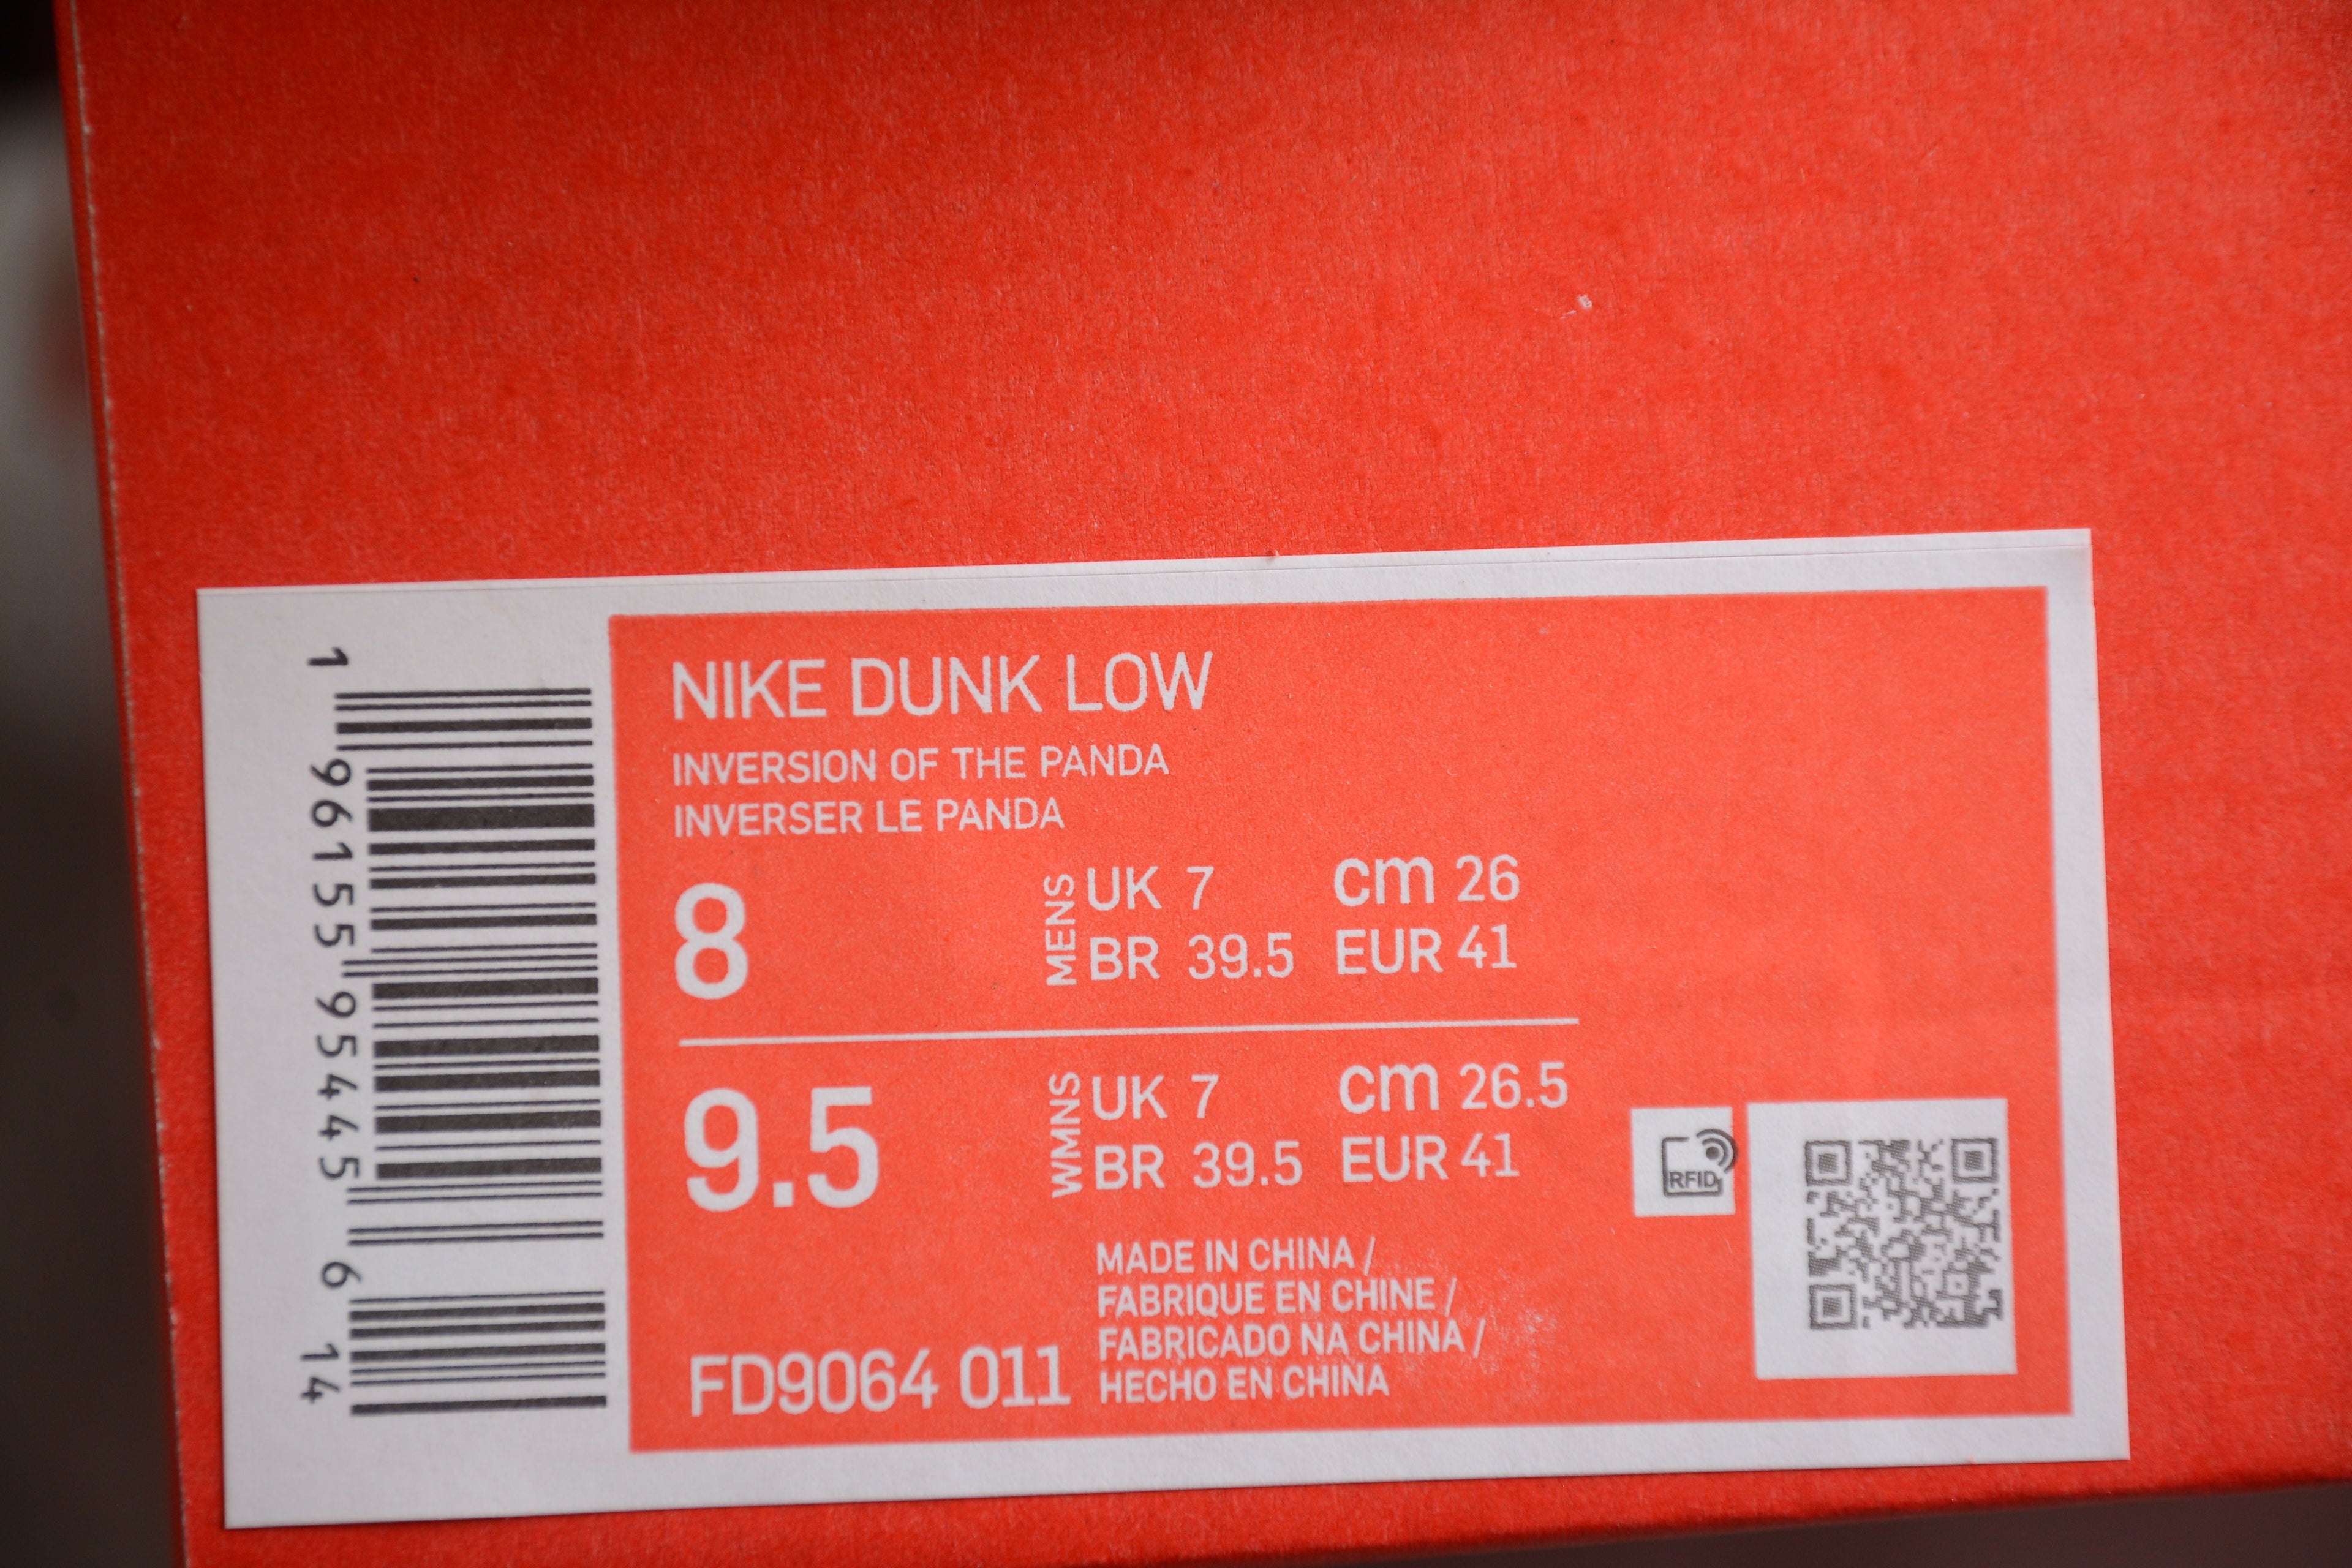 1 96155 95445 6 14
NIKE DUNK LOW
INVERSION OF THE PANDA
INVERSER LE PANDA
8
MENS
UK 7 cm 26
BR 39.5 EUR 41
9.5
WMNS
UK 7 cm 26.5
BR 39.5 EUR 41
RFID
MADE IN CHINA /
FABRIQUE EN CHINE /
FABRICADO NA CHINA /
HECHO EN CHINA
FD9064 011